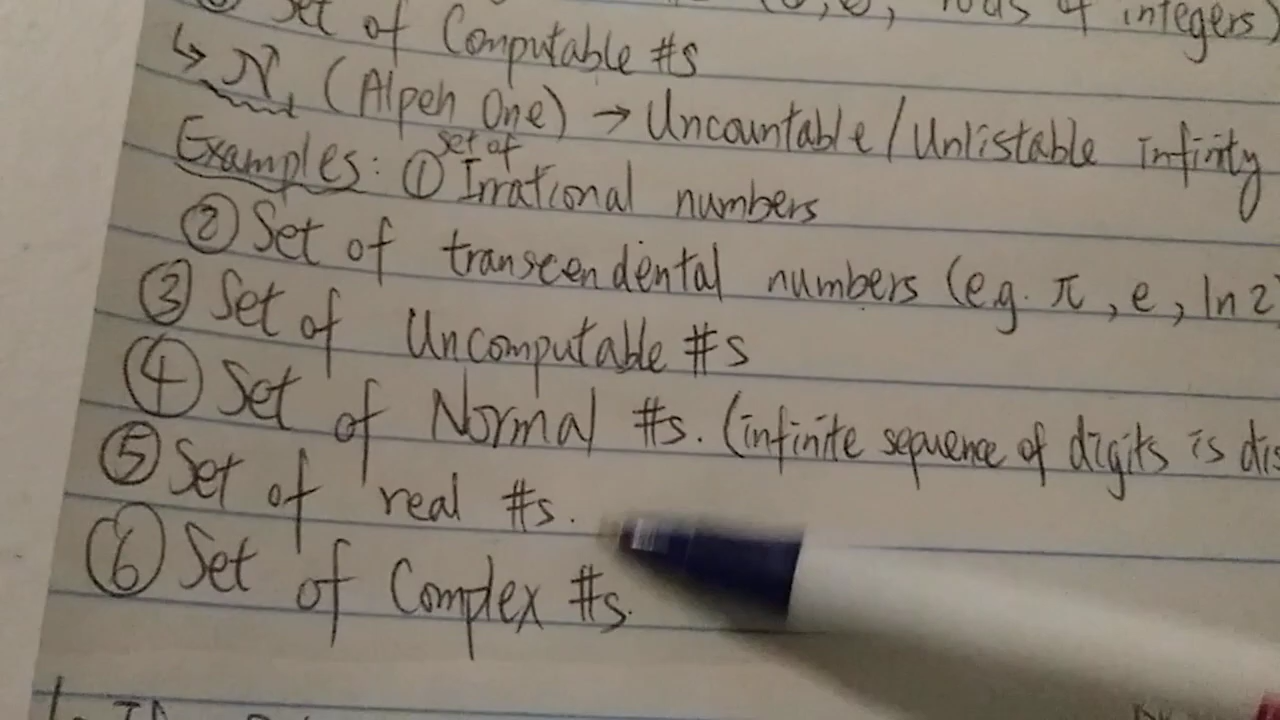 Set of Computable #s
↳ ℵ₁ (Alpeh One) → Uncountable/Unlistable infinity
Examples: ① set of Irrational numbers
② Set of transcendental numbers (e.g. π, e, ln 2
③ Set of Uncomputable #s
④ Set of Normal #s. (infinite sequence of digits is dis
⑤ Set of real #s.
⑥ Set of Complex #s.